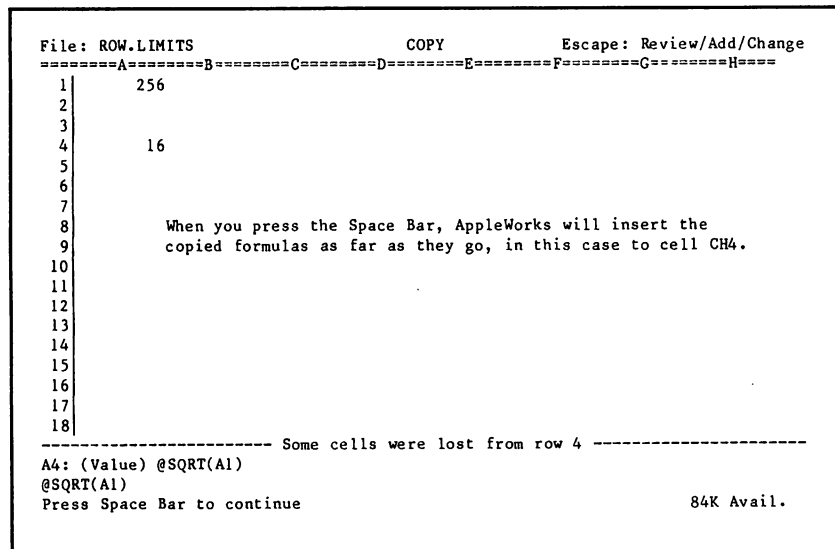 File: ROW.LIMITS COPY Escape: Review/Add/Change
========A========B========C========D========E========F========G========H====
1 256
2
3
4 16
5
6
7
8 When you press the Space Bar, AppleWorks will insert the
9 copied formulas as far as they go, in this case to cell CH4.
10
11
12
13
14
15
16
17
18
------------------------ Some cells were lost from row 4 ----------------------
A4: (Value) @SQRT(A1)
@SQRT(A1)
Press Space Bar to continue 84K Avail.